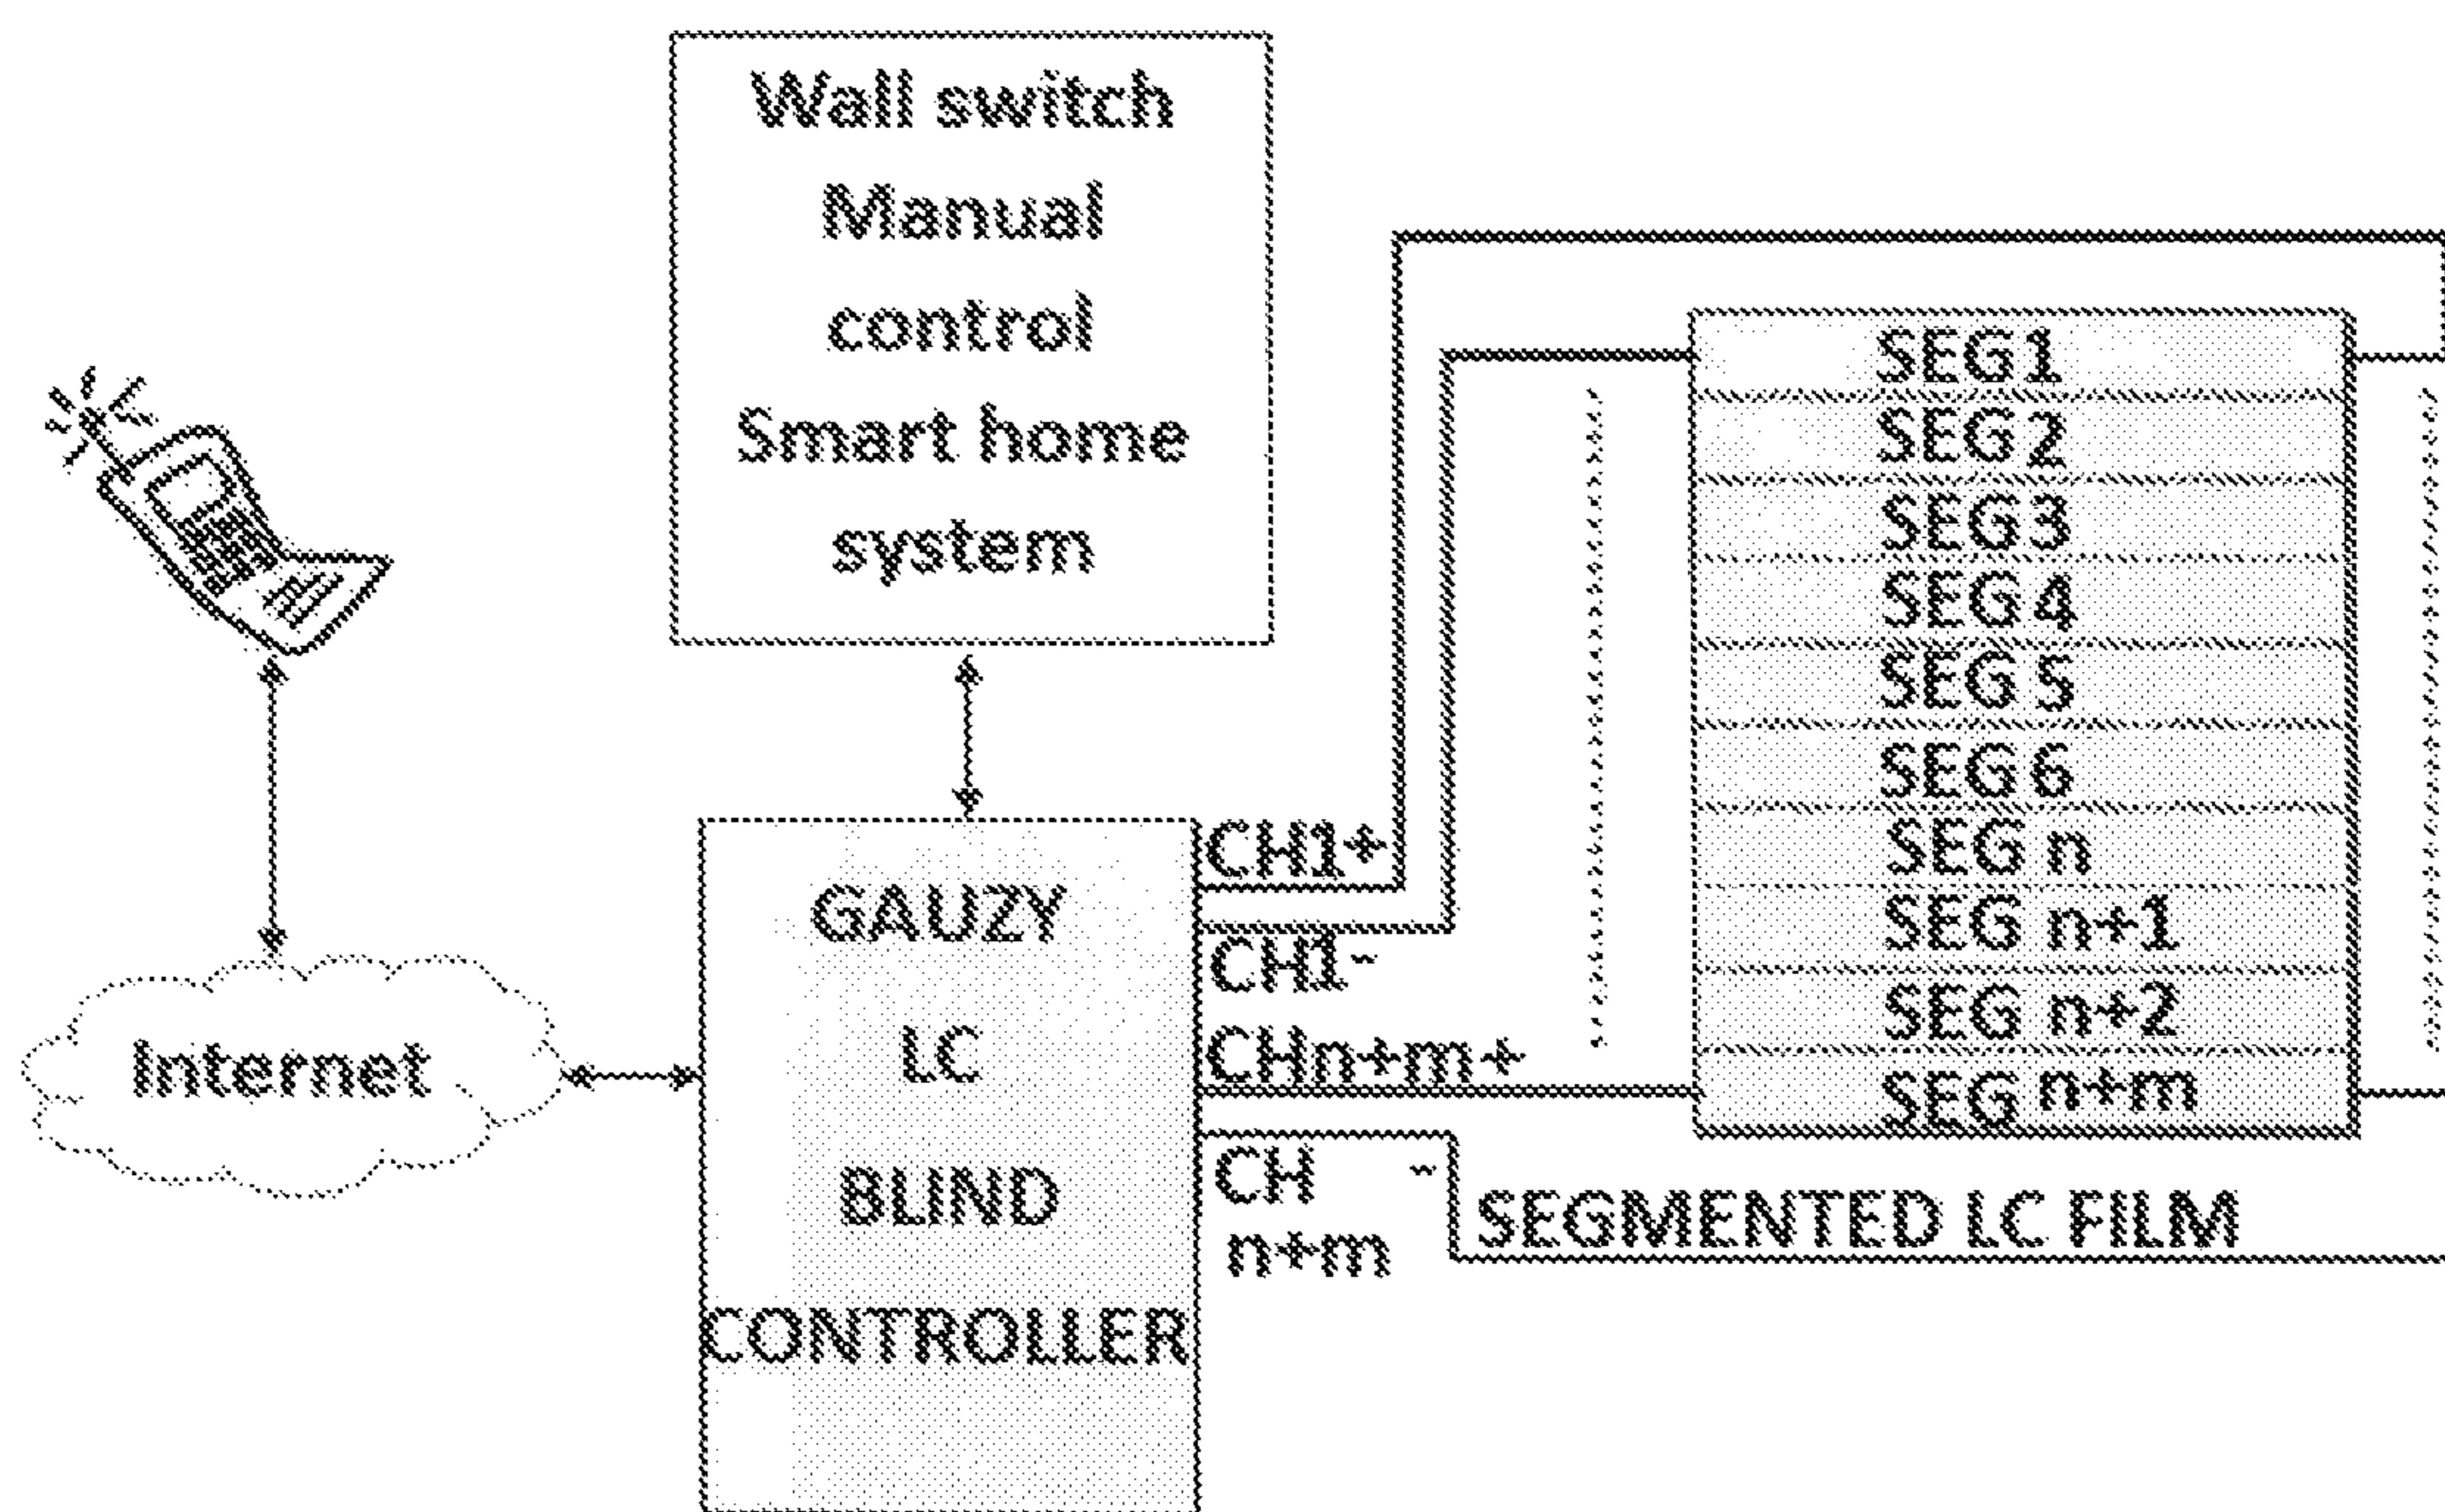 Wall switch
Manual
control
Smart home
system
SEG1
SEG2
SEG3
SEG4
SEG5
SEG6
SEG n
SEG n+1
SEG n+2
SEG n+m
CH1+
CH1-
CHn+m+
CH -
n+m
GAUZY
LC
BLIND
CONTROLLER
Internet
SEGMENTED LC FILM